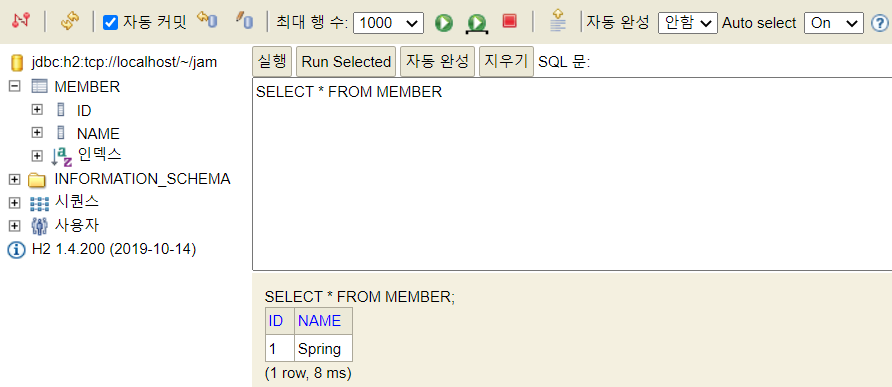 자동 커밋 최대 행 수: 1000 자동 완성 안함 Auto select On
jdbc:h2:tcp://localhost/~/jam
MEMBER
ID
NAME
인덱스
INFORMATION_SCHEMA
시퀀스
사용자
H2 1.4.200 (2019-10-14)
실행 Run Selected 자동 완성 지우기 SQL 문:
SELECT * FROM MEMBER
SELECT * FROM MEMBER;
ID NAME
1 Spring
(1 row, 8 ms)